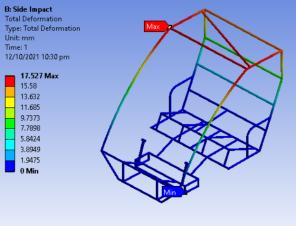 B: Side Impact
Total Deformation
Type: Total Deformation
Unit: mm
Time: 1
12/10/2021 10:30 pm
17.527 Max
15.58
13.632
11.685
9.7373
7.7898
5.8424
3.8949
1.9475
0 Min
Max
Min